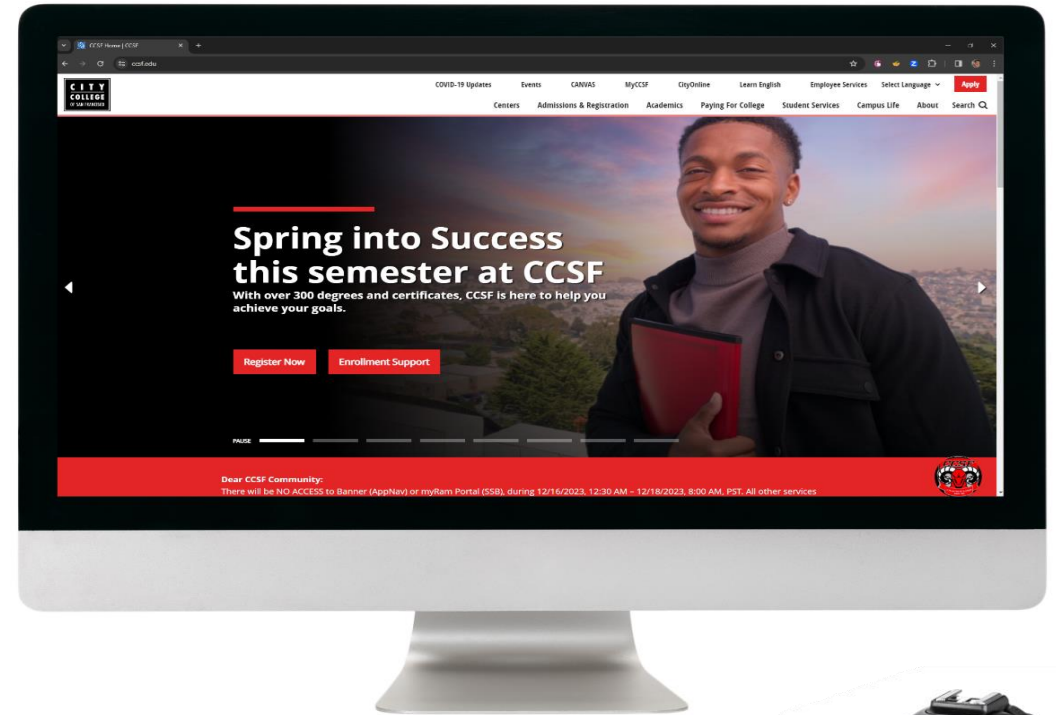 CCSF Home | CCSF
ccsf.edu
CITY
COLLEGE
OF SAN FRANCISCO
COVID-19 Updates Events CANVAS MyCCSF CityOnline Learn English Employee Services Select Language Apply
Centers Admissions & Registration Academics Paying For College Student Services Campus Life About Search
Spring into Success
this semester at CCSF
With over 300 degrees and certificates, CCSF is here to help you
achieve your goals.
Register Now Enrollment Support
PAUSE
Dear CCSF Community:
There will be NO ACCESS to Banner (AppNav) or myRam Portal (SSB), during 12/16/2023, 12:30 AM – 12/18/2023, 8:00 AM, PST. All other services
CCSF